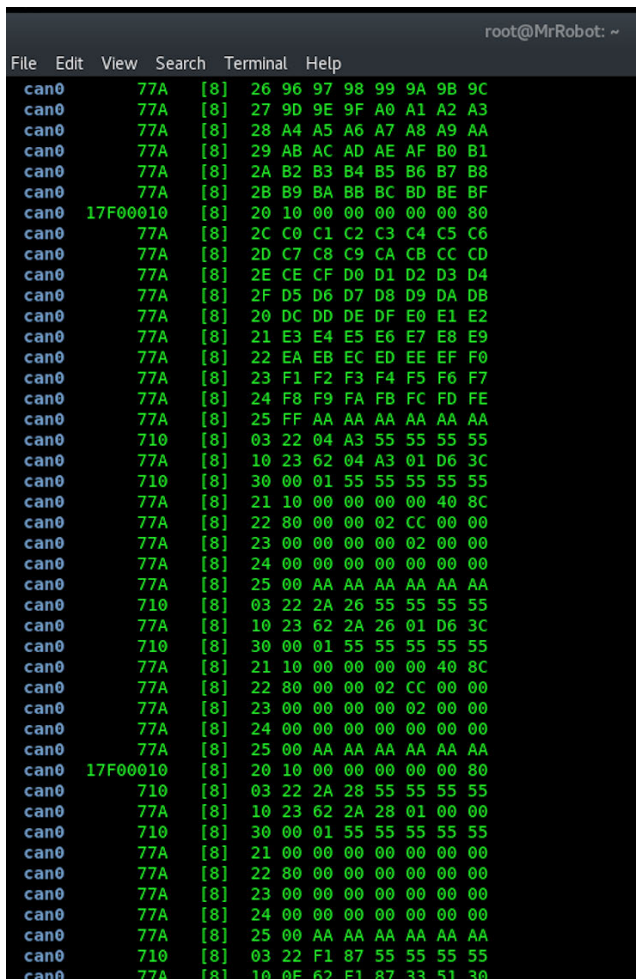 root@MrRobot: ~
File Edit View Search Terminal Help
can0 77A [8] 26 96 97 98 99 9A 9B 9C
can0 77A [8] 27 9D 9E 9F A0 A1 A2 A3
can0 77A [8] 28 A4 A5 A6 A7 A8 A9 AA
can0 77A [8] 29 AB AC AD AE AF B0 B1
can0 77A [8] 2A B2 B3 B4 B5 B6 B7 B8
can0 77A [8] 2B B9 BA BB BC BD BE BF
can0 17F00010 [8] 20 10 00 00 00 00 00 80
can0 77A [8] 2C C0 C1 C2 C3 C4 C5 C6
can0 77A [8] 2D C7 C8 C9 CA CB CC CD
can0 77A [8] 2E CE CF D0 D1 D2 D3 D4
can0 77A [8] 2F D5 D6 D7 D8 D9 DA DB
can0 77A [8] 20 DC DD DE DF E0 E1 E2
can0 77A [8] 21 E3 E4 E5 E6 E7 E8 E9
can0 77A [8] 22 EA EB EC ED EE EF F0
can0 77A [8] 23 F1 F2 F3 F4 F5 F6 F7
can0 77A [8] 24 F8 F9 FA FB FC FD FE
can0 77A [8] 25 FF AA AA AA AA AA AA
can0 710 [8] 03 22 04 A3 55 55 55 55
can0 77A [8] 10 23 62 04 A3 01 D6 3C
can0 710 [8] 30 00 01 55 55 55 55 55
can0 77A [8] 21 10 00 00 00 00 40 8C
can0 77A [8] 22 80 00 00 02 CC 00 00
can0 77A [8] 23 00 00 00 00 02 00 00
can0 77A [8] 24 00 00 00 00 00 00 00
can0 77A [8] 25 00 AA AA AA AA AA AA
can0 710 [8] 03 22 2A 26 55 55 55 55
can0 77A [8] 10 23 62 2A 26 01 D6 3C
can0 710 [8] 30 00 01 55 55 55 55 55
can0 77A [8] 21 10 00 00 00 00 40 8C
can0 77A [8] 22 80 00 00 02 CC 00 00
can0 77A [8] 23 00 00 00 00 02 00 00
can0 77A [8] 24 00 00 00 00 00 00 00
can0 77A [8] 25 00 AA AA AA AA AA AA
can0 17F00010 [8] 20 10 00 00 00 00 00 80
can0 710 [8] 03 22 2A 28 55 55 55 55
can0 77A [8] 10 23 62 2A 28 01 00 00
can0 710 [8] 30 00 01 55 55 55 55 55
can0 77A [8] 21 00 00 00 00 00 00 00
can0 77A [8] 22 80 00 00 00 00 00 00
can0 77A [8] 23 00 00 00 00 00 00 00
can0 77A [8] 24 00 00 00 00 00 00 00
can0 77A [8] 25 00 AA AA AA AA AA AA
can0 710 [8] 03 22 F1 87 55 55 55 55
can0 77A [8] 10 0E 62 F1 87 33 51 30